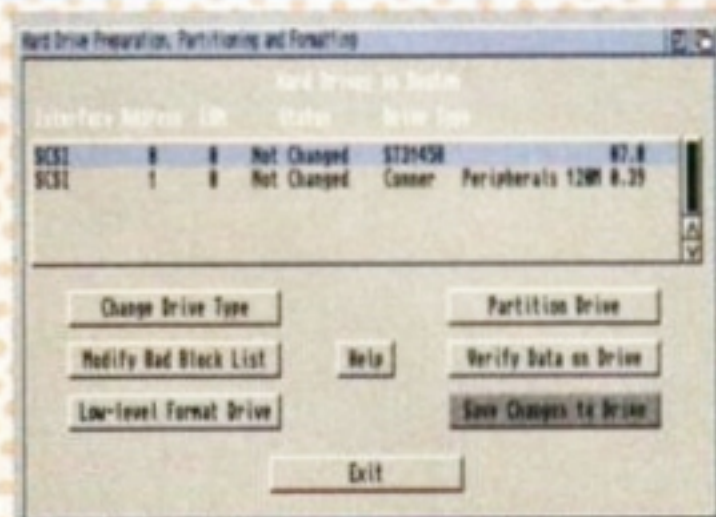 Hard Drive Preparation, Partitioning and Formatting
Hard Drives in System
Interface Address LUN Status Drive Type
SCSI 0 0 Not Changed 07.0
SCSI 1 0 Not Changed Conner Peripherals 120M 0.39
Change Drive Type
Partition Drive
Modify Bad Block List
Help
Verify Data on Drive
Low-level Format Drive
Save Changes to Drive
Exit